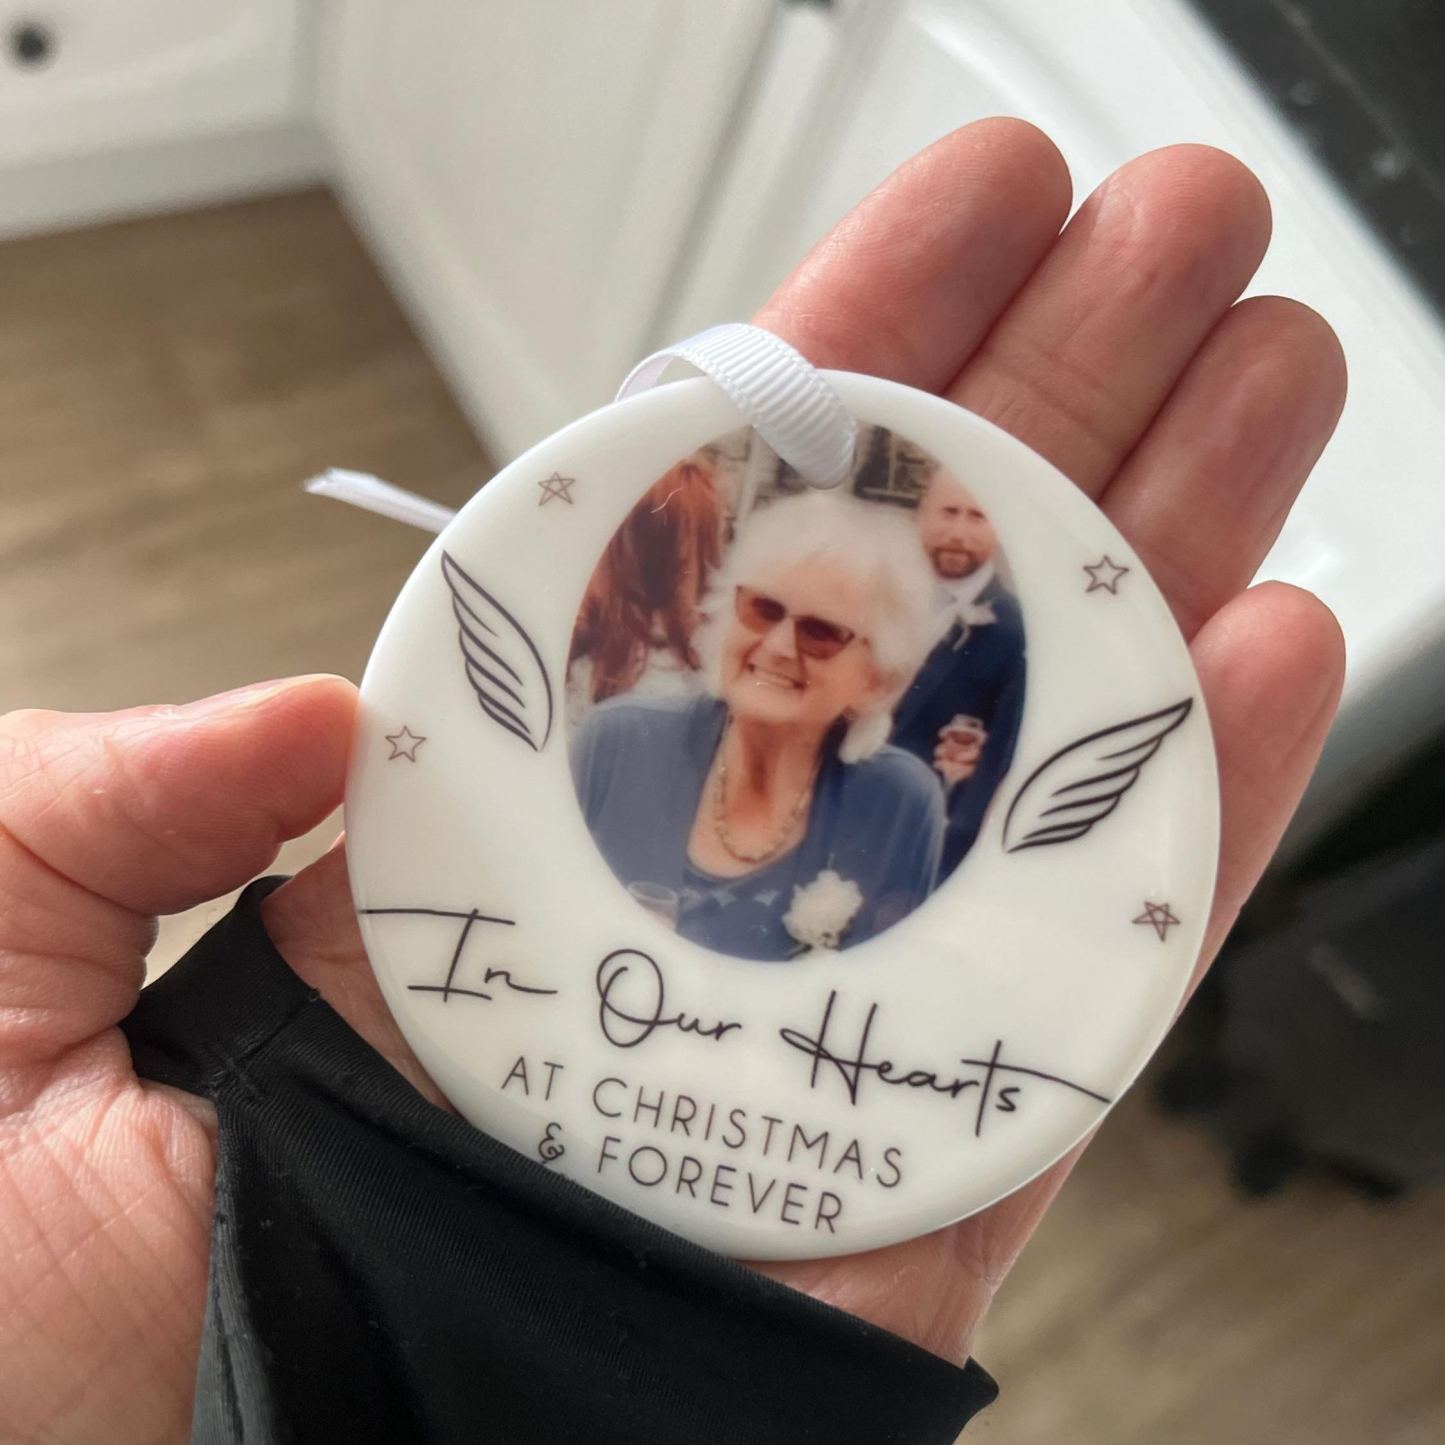 In Our Hearts
AT CHRISTMAS
& FOREVER